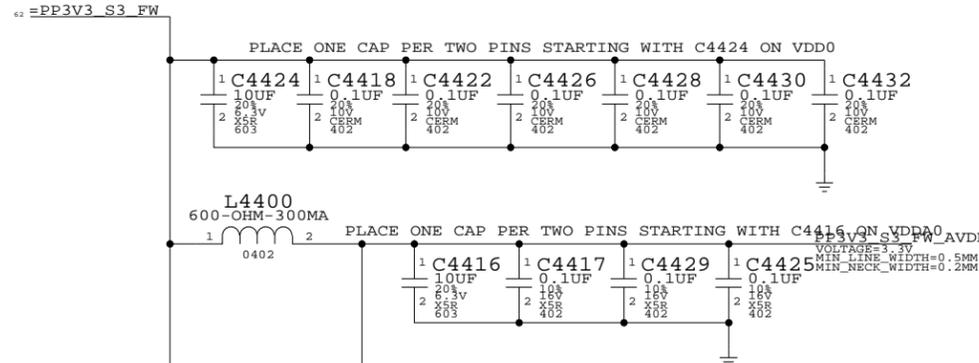 62 =PP3V3_S3_FW
PLACE ONE CAP PER TWO PINS STARTING WITH C4424 ON VDD0
1 C4424
10UF
20%
6.3V
2 X5R
603
1 C4418
0.1UF
20%
10V
2 CERM
402
1 C4422
0.1UF
20%
10V
2 CERM
402
1 C4426
0.1UF
20%
10V
2 CERM
402
1 C4428
0.1UF
20%
10V
2 CERM
402
1 C4430
0.1UF
20%
10V
2 CERM
402
1 C4432
0.1UF
20%
10V
2 CERM
402
L4400
600-OHM-300MA
1 2
0402
PLACE ONE CAP PER TWO PINS STARTING WITH C4416 ON VDDA0
PP3V3_S3_FW_AVD
VOLTAGE=3.3V
MIN_LINE_WIDTH=0.5MM
MIN_NECK_WIDTH=0.2MM
1 C4416
10UF
20%
6.3V
2 X5R
603
1 C4417
0.1UF
10%
16V
2 X5R
402
1 C4429
0.1UF
10%
16V
2 X5R
402
1 C4425
0.1UF
10%
16V
2 X5R
402